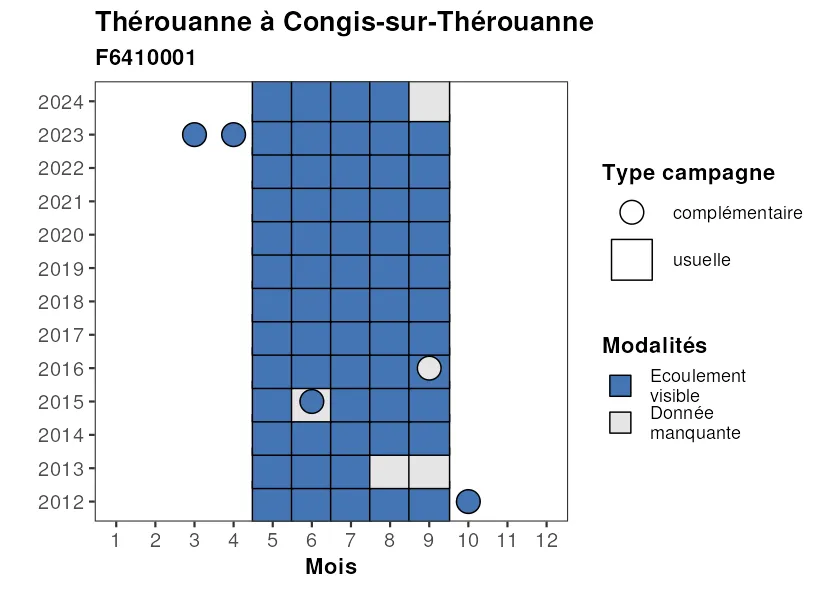 Thérouanne à Congis-sur-Thérouanne
F6410001
2024
2023
2022
2021
2020
2019
2018
2017
2016
2015
2014
2013
2012
1 2 3 4 5 6 7 8 9 10 11 12
Mois
Type campagne
complémentaire
usuelle
Modalités
Ecoulement
visible
Donnée
manquante